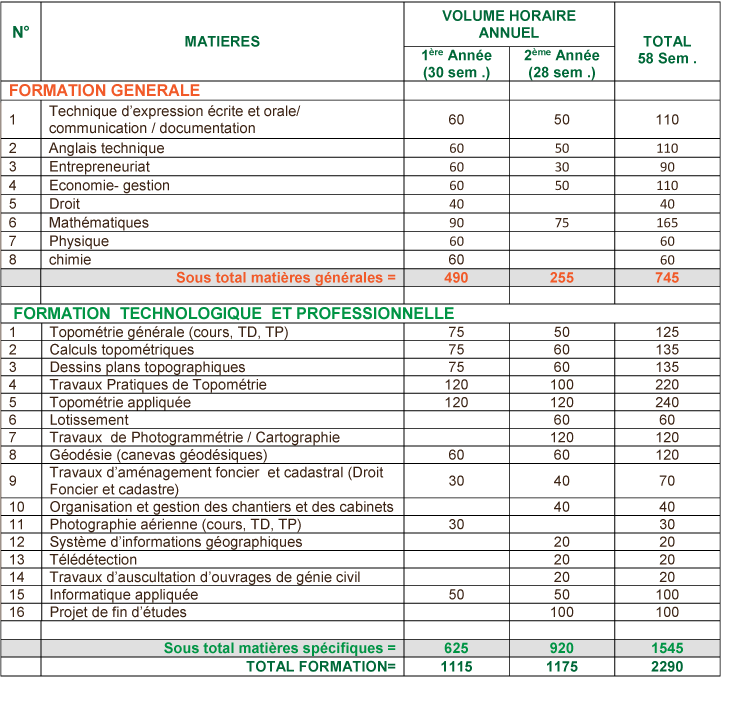 N°
MATIERES
VOLUME HORAIRE
ANNUEL
1ère Année
(30 sem .)
2ème Année
(28 sem .)
TOTAL
58 Sem .
FORMATION GENERALE
1 Technique d'expression écrite et orale/
communication / documentation 60 50 110
2 Anglais technique 60 50 110
3 Entrepreneuriat 60 30 90
4 Economie- gestion 60 50 110
5 Droit 40 40
6 Mathématiques 90 75 165
7 Physique 60 60
8 chimie 60 60
Sous total matières générales = 490 255 745
FORMATION TECHNOLOGIQUE ET PROFESSIONNELLE
1 Topométrie générale (cours, TD, TP) 75 50 125
2 Calculs topométriques 75 60 135
3 Dessins plans topographiques 75 60 135
4 Travaux Pratiques de Topométrie 120 100 220
5 Topométrie appliquée 120 120 240
6 Lotissement 60 60
7 Travaux de Photogrammétrie / Cartographie 120 120
8 Géodésie (canevas géodésiques) 60 60 120
9 Travaux d'aménagement foncier et cadastral (Droit
Foncier et cadastre) 30 40 70
10 Organisation et gestion des chantiers et des cabinets 40 40
11 Photographie aérienne (cours, TD, TP) 30 30
12 Système d'informations géographiques 20 20
13 Télédétection 20 20
14 Travaux d'auscultation d'ouvrages de génie civil 20 20
15 Informatique appliquée 50 50 100
16 Projet de fin d'études 100 100
Sous total matières spécifiques = 625 920 1545
TOTAL FORMATION= 1115 1175 2290